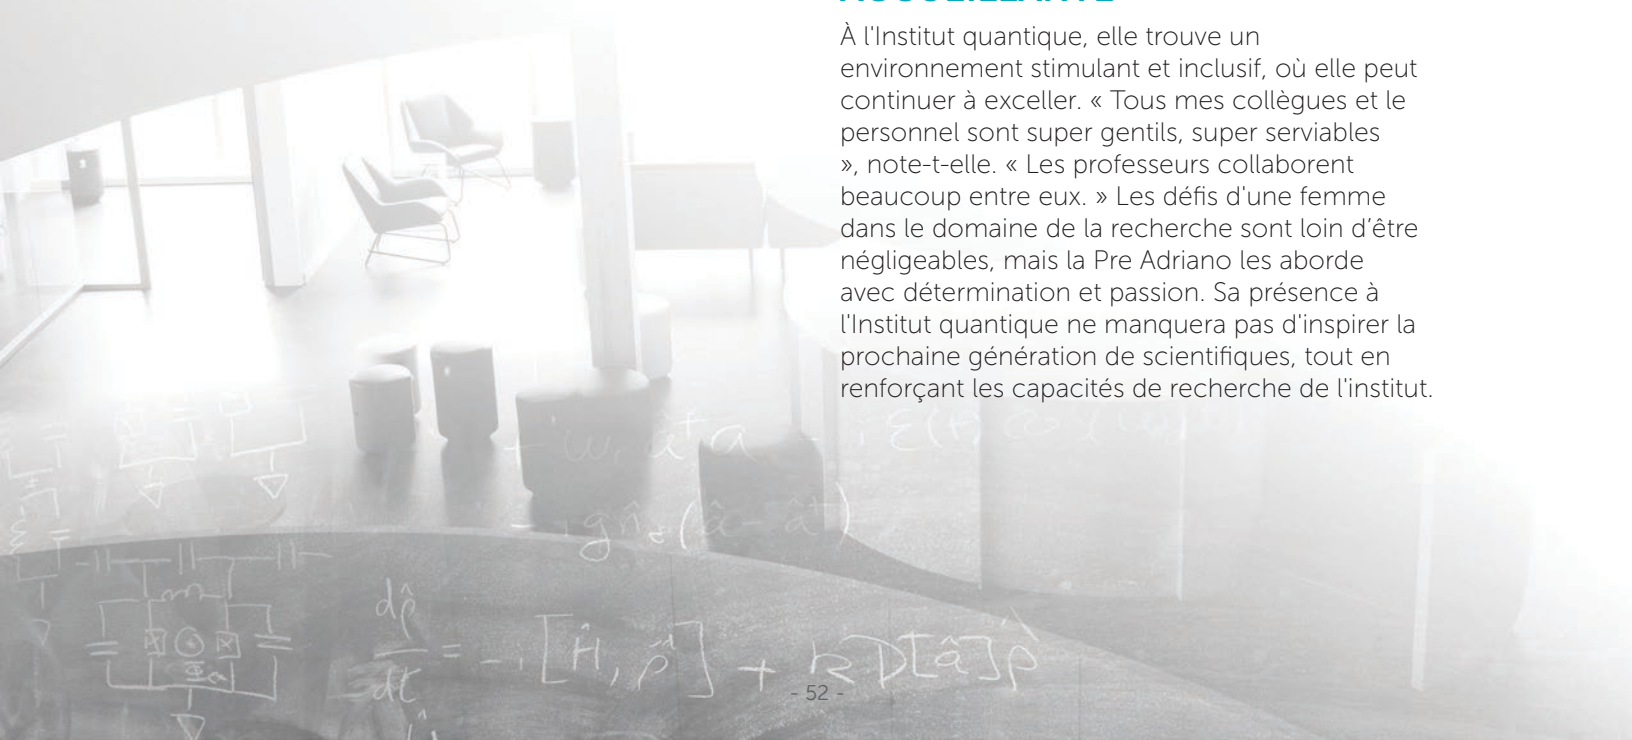 À l'Institut quantique, elle trouve un
environnement stimulant et inclusif, où elle peut
continuer à exceller. « Tous mes collègues et le
personnel sont super gentils, super serviables
», note-t-elle. « Les professeurs collaborent
beaucoup entre eux. » Les défis d'une femme
dans le domaine de la recherche sont loin d’être
négligeables, mais la Pre Adriano les aborde
avec détermination et passion. Sa présence à
l'Institut quantique ne manquera pas d'inspirer la
prochaine génération de scientifiques, tout en
renforçant les capacités de recherche de l'institut.
dρ̂/dt = -i[Ĥ, ρ̂] + κD[â]ρ̂
- 52 -